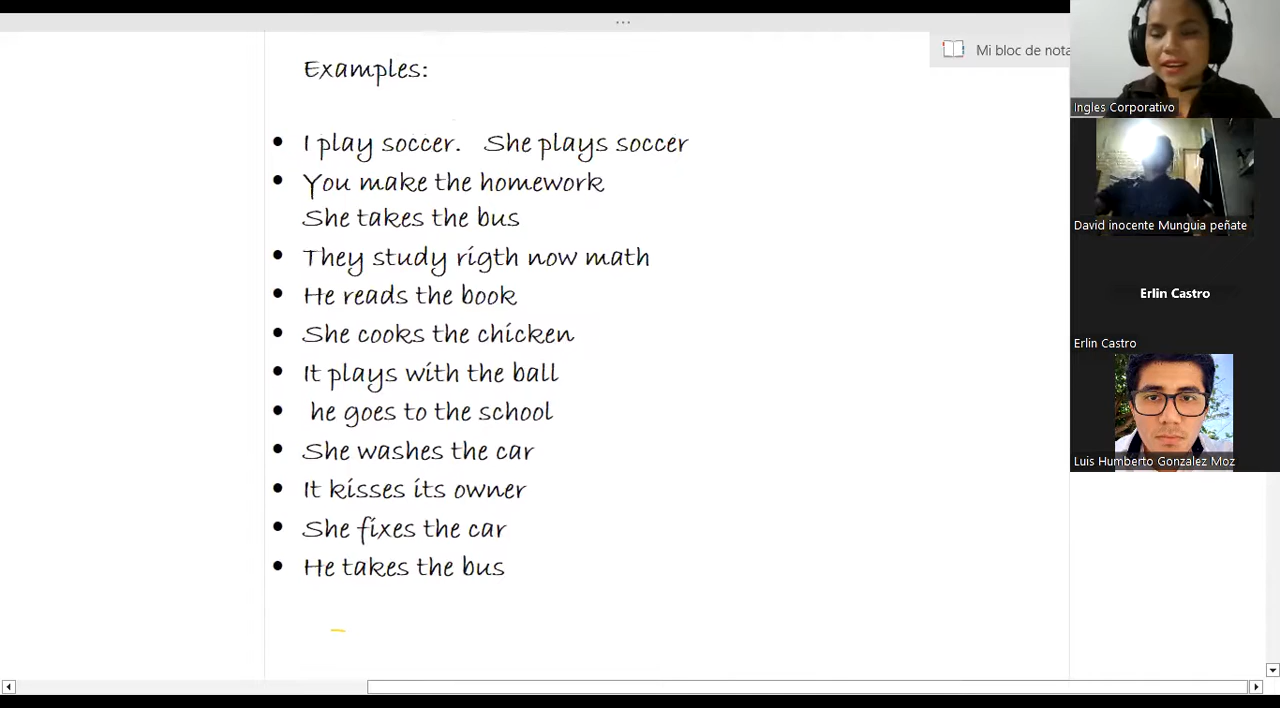 ...
Mi bloc de nota
Examples:
I play soccer. She plays soccer
You make the homework
She takes the bus
They study rigth now math
He reads the book
She cooks the chicken
It plays with the ball
he goes to the school
She washes the car
It kisses its owner
She fixes the car
He takes the bus
Ingles Corporativo
David inocente Munguia peñate
Erlin Castro
Erlin Castro
Luis Humberto Gonzalez Moz